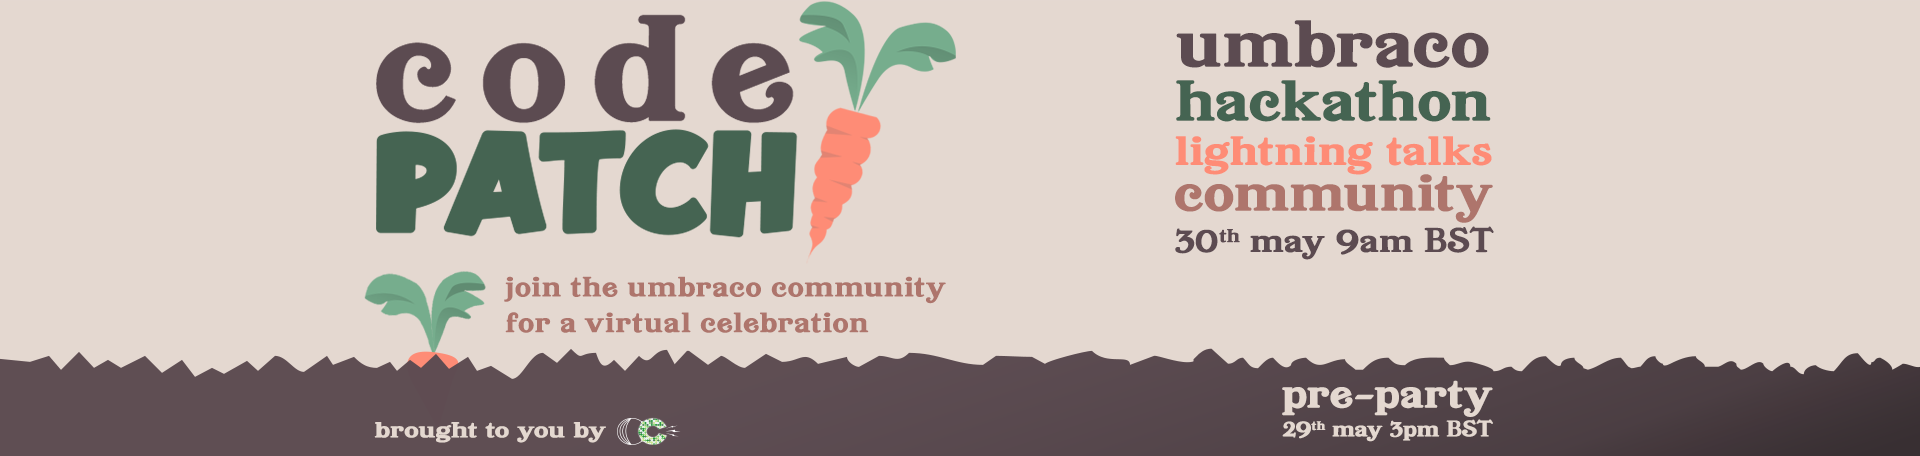 code
PATCH
join the umbraco community
for a virtual celebration
brought to you by
umbraco
hackathon
lightning talks
community
30th may 9am BST
pre-party
29th may 3pm BST